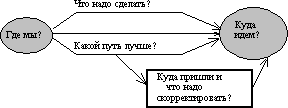 Что надо сделать?
Где мы?
Куда
идем?
Какой путь лучше?
Куда пришли и
что надо
скорректировать?